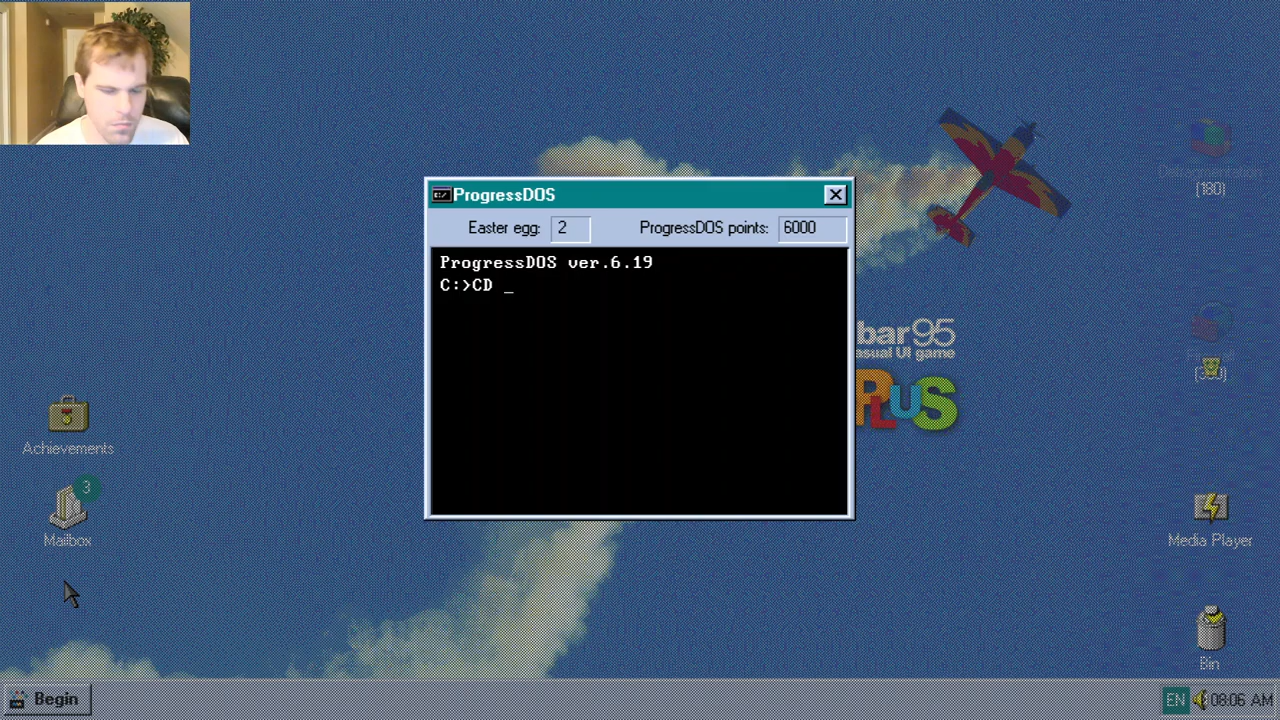 ProgressDOS
Easter egg: 2 ProgressDOS points: 6000
ProgressDOS ver.6.19
C:>CD _
[180]
bar95
asual UI game
PLUS
Achievements
3
Mailbox
Media Player
Bin
Begin
EN 08:06 AM